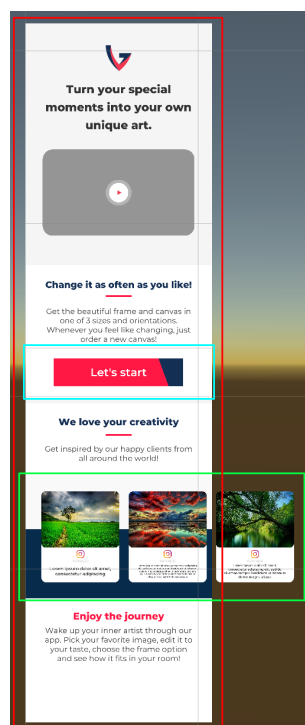 Turn your special
moments into your own
unique art.
Change it as often as you like!
Get the beautiful frame and canvas in
one of 3 sizes and orientations.
Whenever you feel like changing, just
order a new canvas!
Let's start
We love your creativity
Get inspired by our happy clients from
all around the world!
Lorem ipsum dolor sit amet,
consectetur adipiscing
Enjoy the journey
Wake up your inner artist through our
app. Pick your favorite image, edit it to
your taste, choose the frame option
and see how it fits in your room!